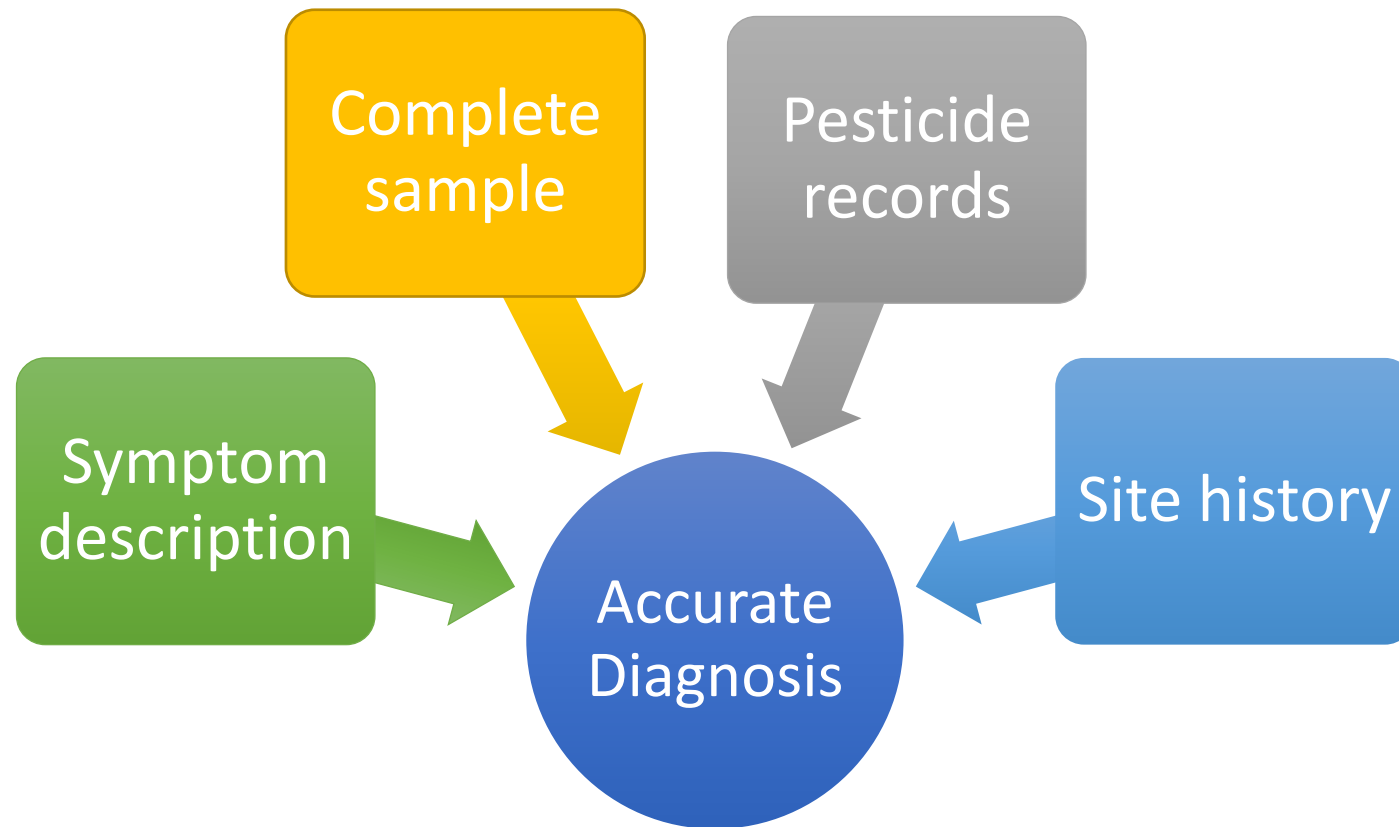 Complete
sample
Pesticide
records
Symptom
description
Site history
Accurate
Diagnosis